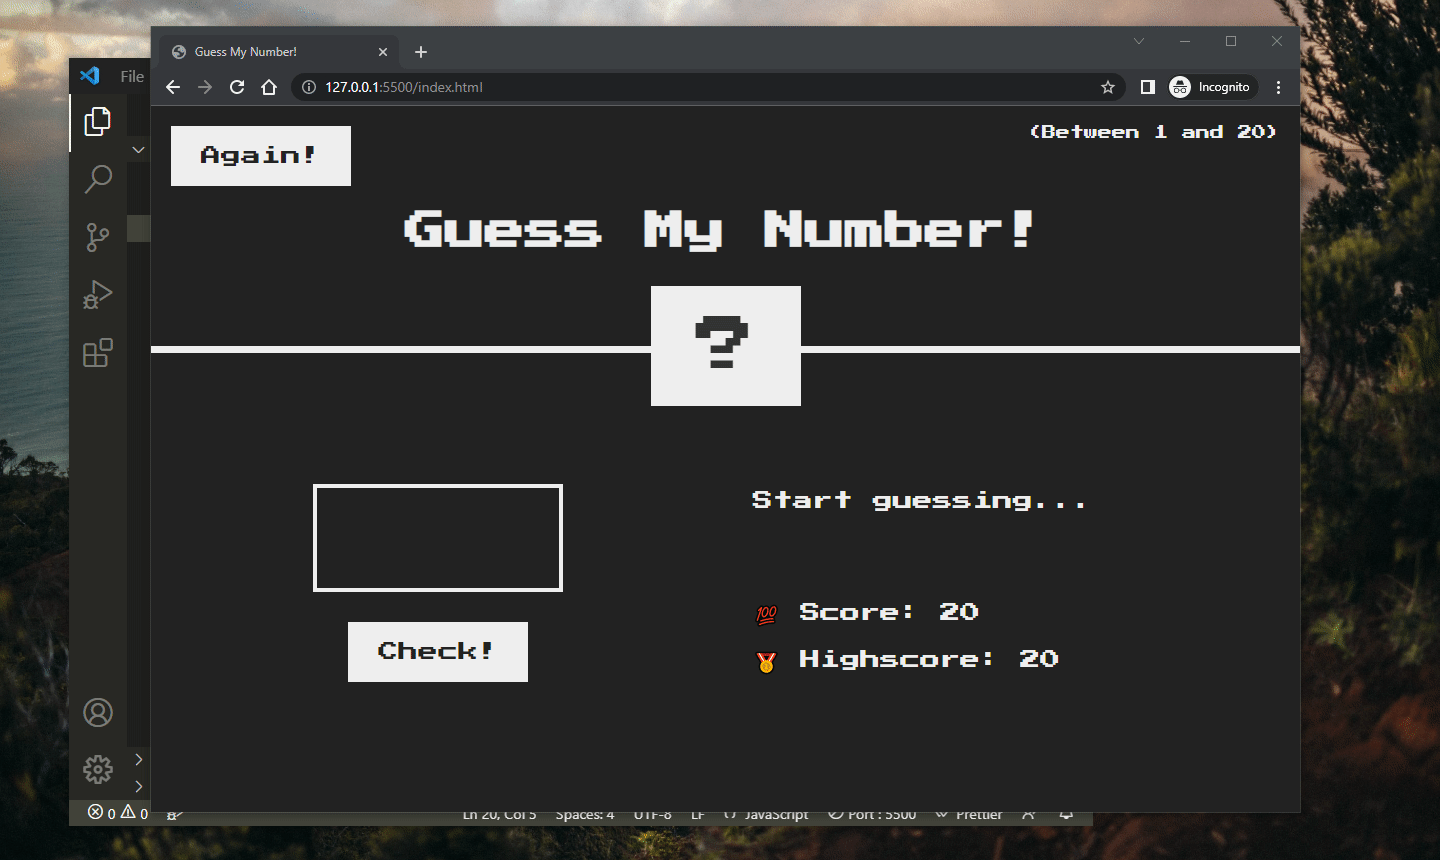 Guess My Number!
File
127.0.0.1:5500/index.html
Incognito
(Between 1 and 20)
Again!
Guess My Number!
?
Start guessing...
💯 Score: 20
🥇 Highscore: 20
Check!
0 0 Ln 20, Col 5 Spaces: 4 UTF-8 LF JavaScript Port : 5500 Prettier